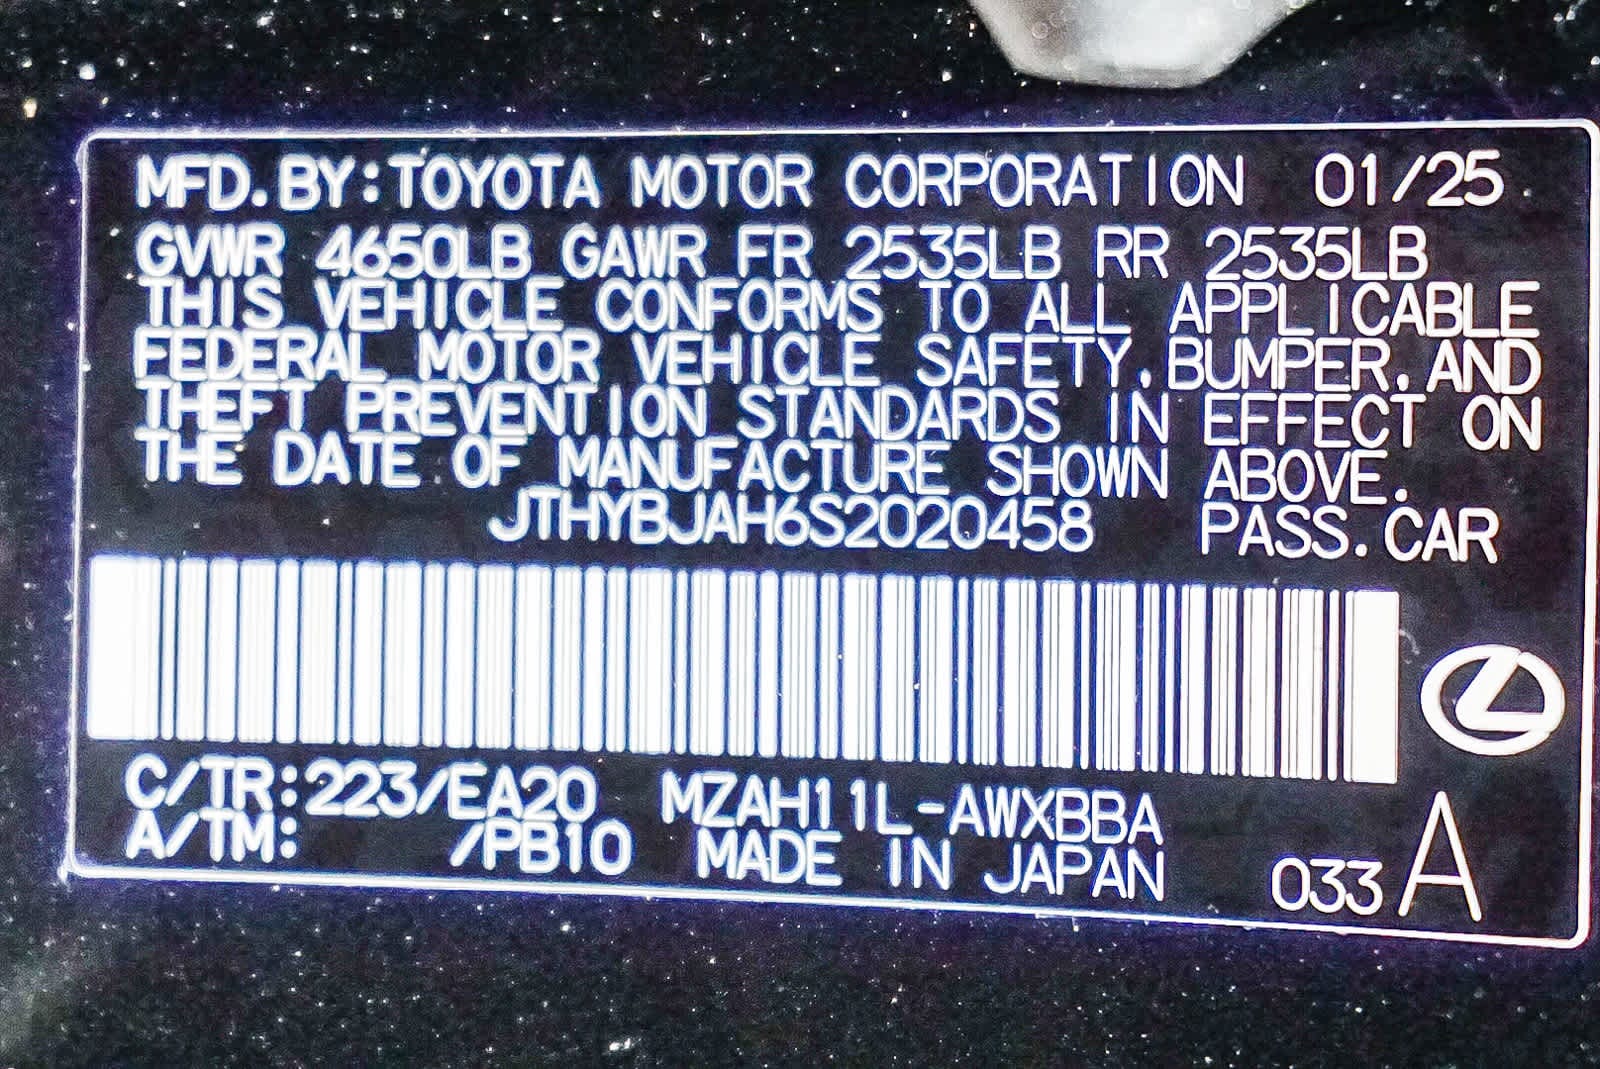 MFD.BY:TOYOTA MOTOR CORPORATION 01/25
GVWR 4650LB GAWR FR 2535LB RR 2535LB
THIS VEHICLE CONFORMS TO ALL APPLICABLE
FEDERAL MOTOR VEHICLE SAFETY,BUMPER,AND
THEFT PREVENTION STANDARDS IN EFFECT ON
THE DATE OF MANUFACTURE SHOWN ABOVE.
JTHYBJAH6S2020458 PASS.CAR
C/TR:223/EA20 MZAH11L-AWXBBA
A/TM: /PB10 MADE IN JAPAN 033 A